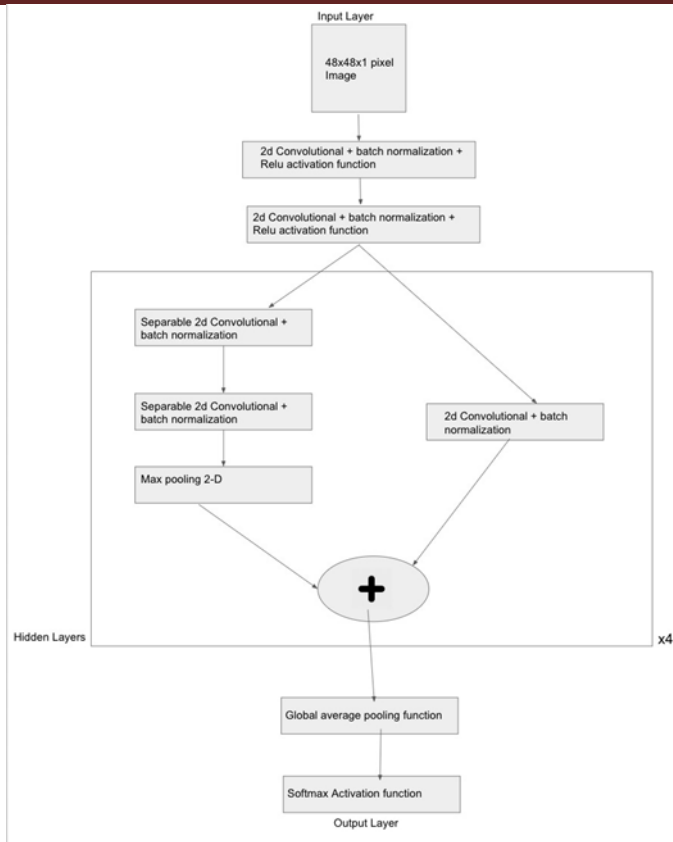 Input Layer
48x48x1 pixel
Image
2d Convolutional + batch normalization +
Relu activation function
2d Convolutional + batch normalization +
Relu activation function
Separable 2d Convolutional +
batch normalization
Separable 2d Convolutional +
batch normalization
2d Convolutional + batch
normalization
Max pooling 2-D
+
Hidden Layers
x4
Global average pooling function
Softmax Activation function
Output Layer